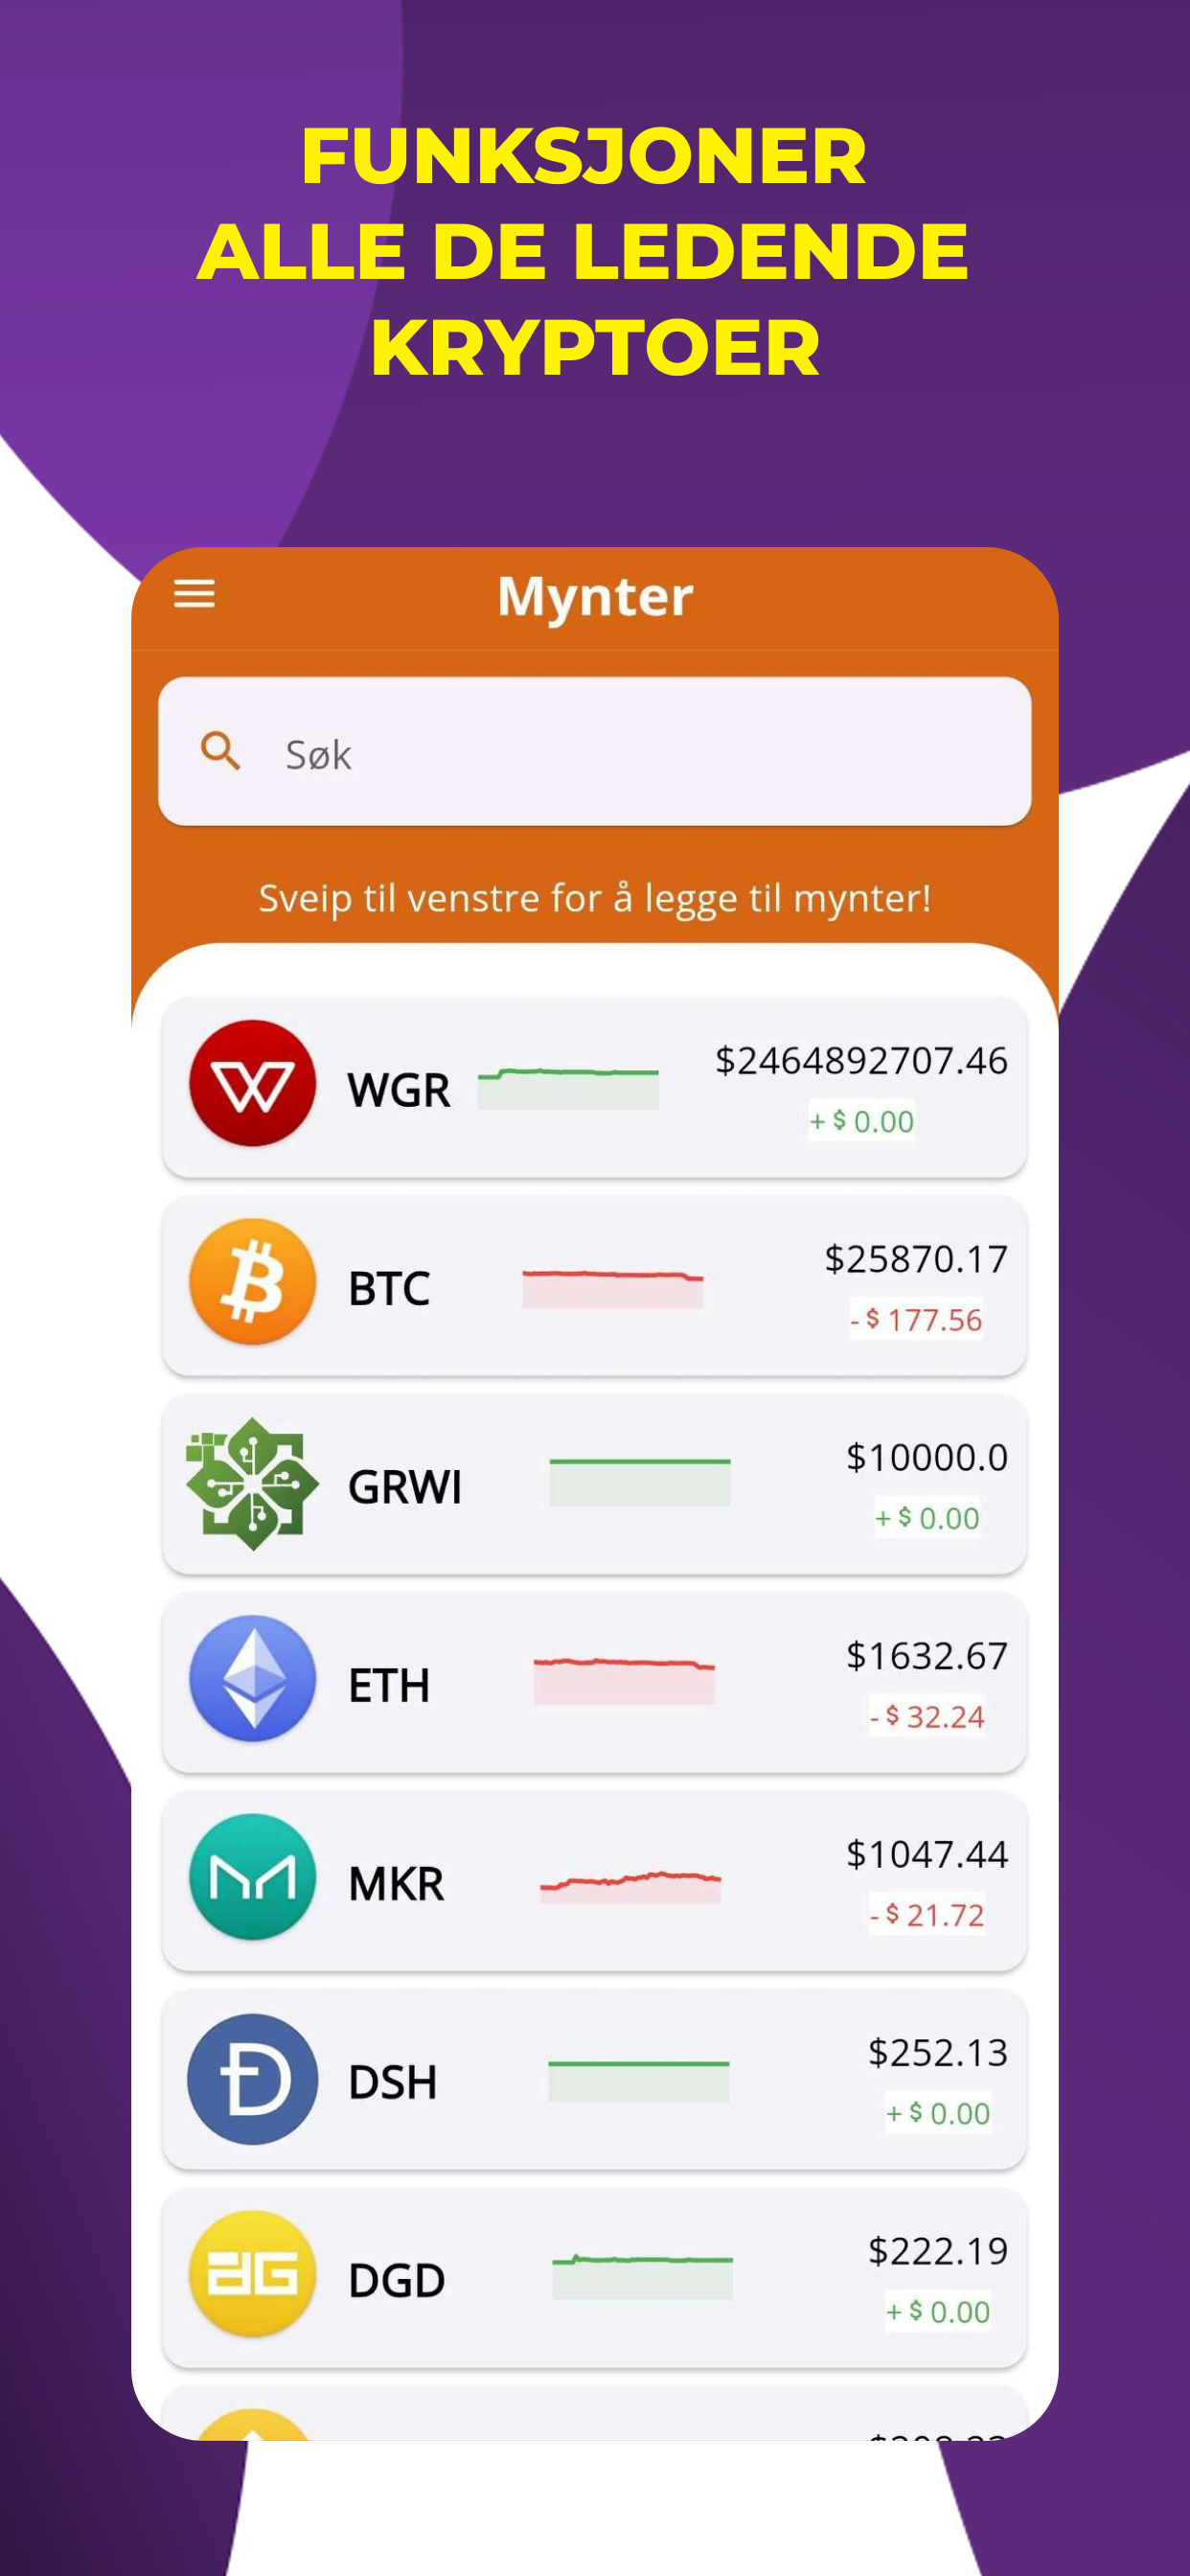 FUNKSJONER
ALLE DE LEDENDE
KRYPTOER
Mynter
Søk
Sveip til venstre for å legge til mynter!
WGR
$2464892707.46
+ $ 0.00
BTC
$25870.17
- $ 177.56
GRWI
$10000.0
+ $ 0.00
ETH
$1632.67
- $ 32.24
MKR
$1047.44
- $ 21.72
DSH
$252.13
+ $ 0.00
DGD
$222.19
+ $ 0.00